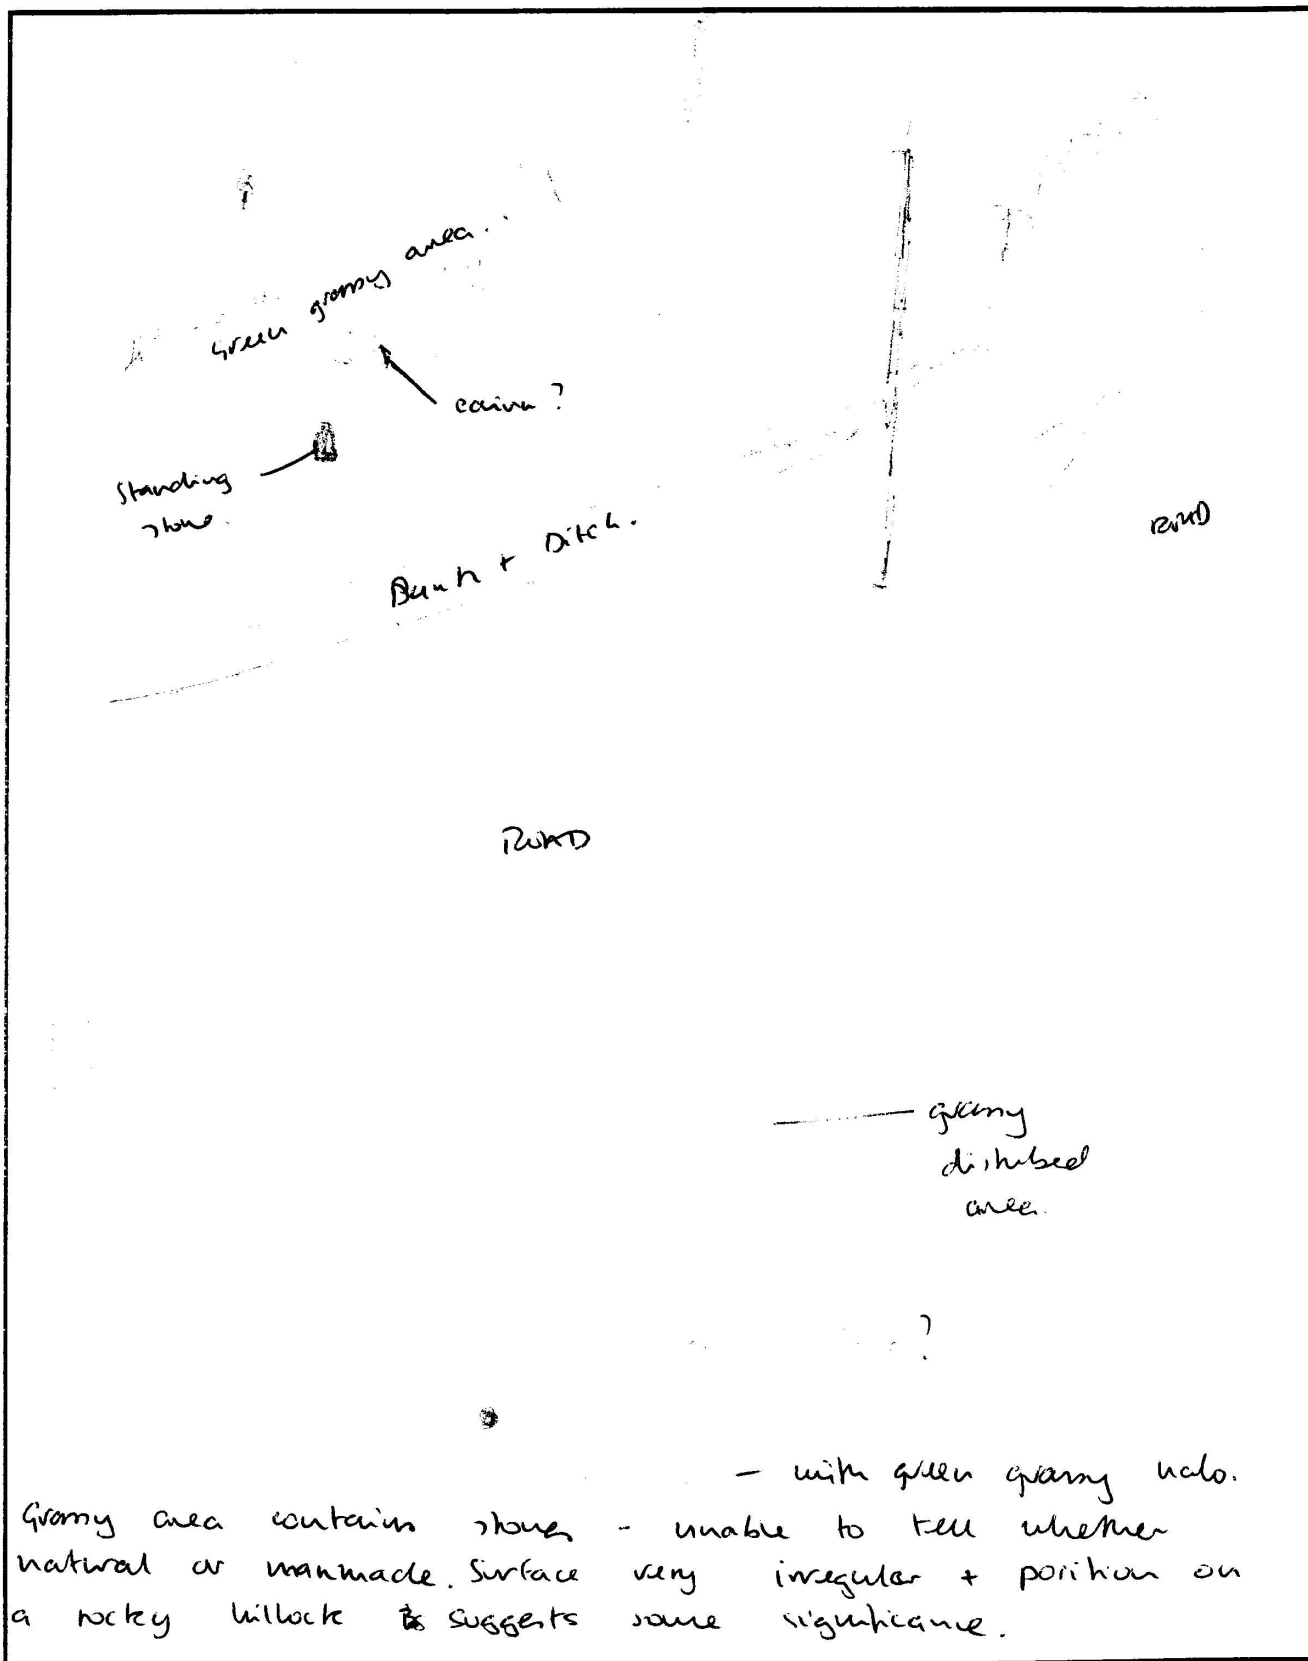 Green grassy area.
cairn ?
Standing
stone.
Bank + Ditch.
ROAD
ROAD
grassy
disturbed
area.
?
- with green grassy halo.
Grassy area contains stones - unable to tell whether
natural or manmade. Surface very irregular + position on
a rocky hillock suggests some significance.